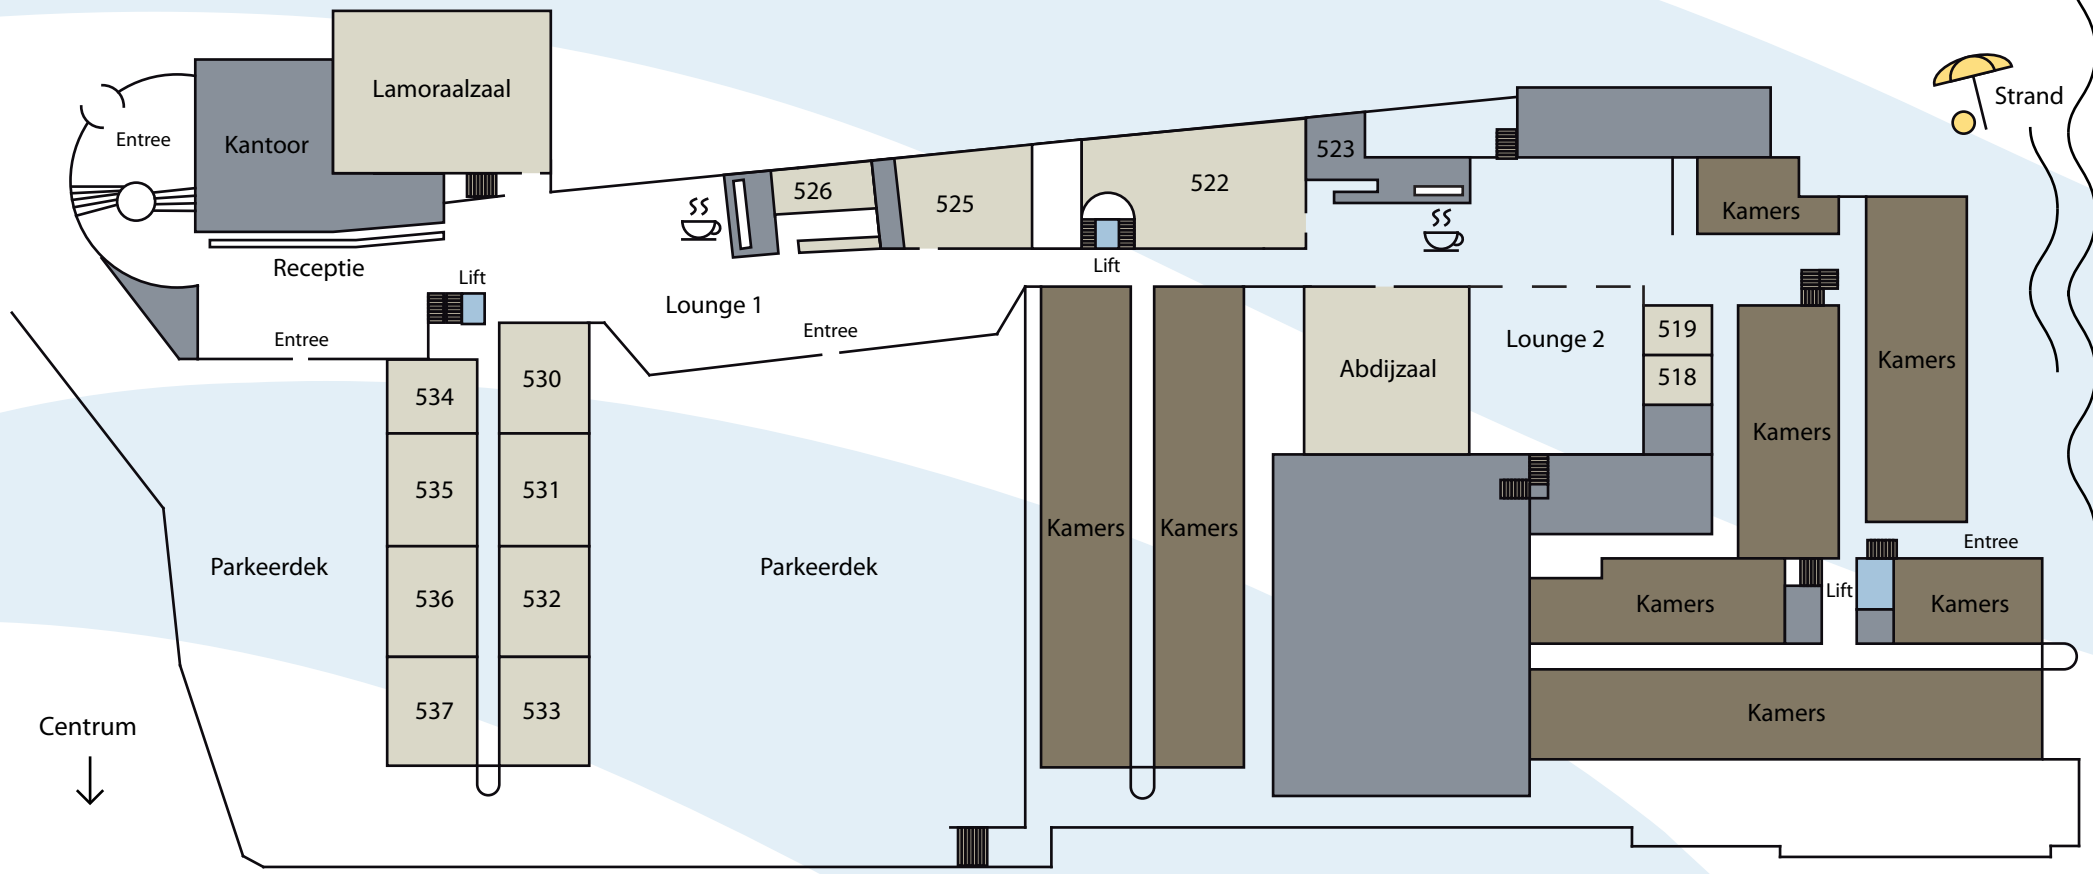 Lamoraalzaal
Strand
Entree
Kantoor
523
526
525
522
Kamers
Receptie
Lift
Lift
Lounge 1
Entree
Entree
519
Lounge 2
518
Abdijzaal
Kamers
530
534
Kamers
535
531
Kamers
Kamers
Entree
Parkeerdek
Parkeerdek
536
532
Kamers
Lift
Kamers
537
533
Kamers
Centrum